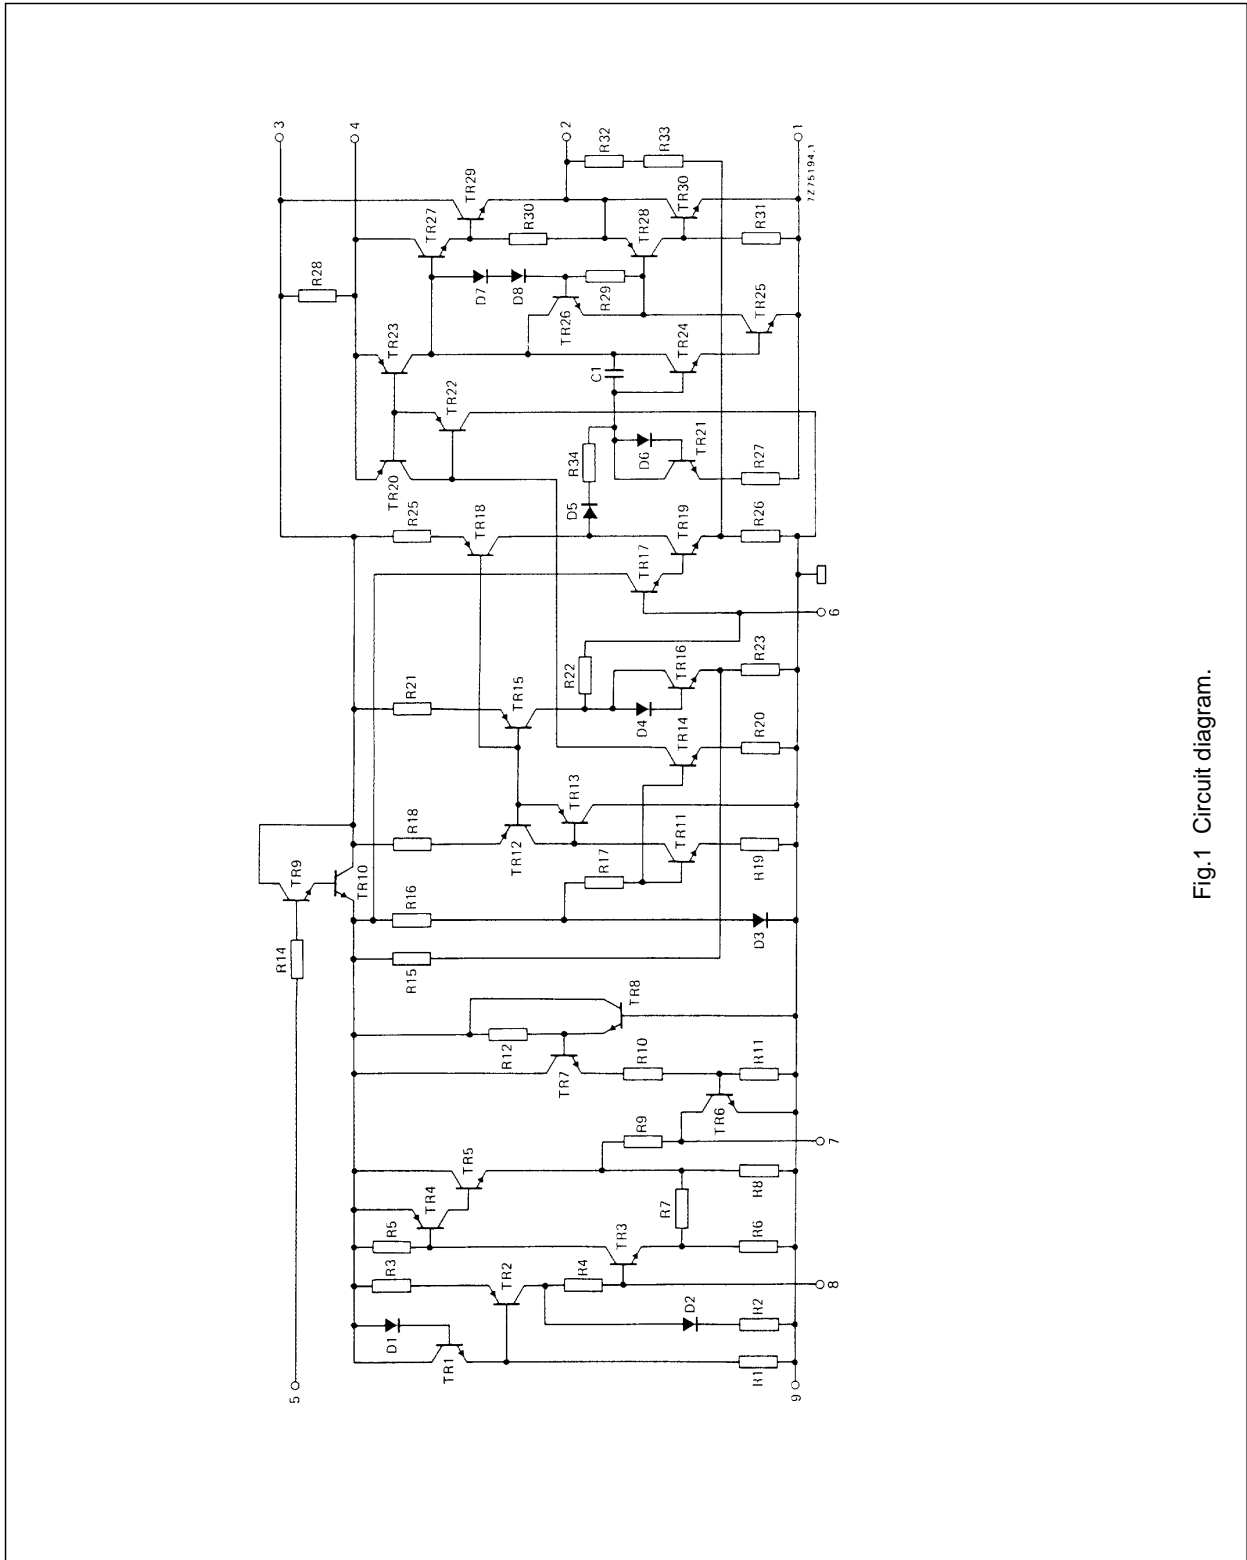 3
4
2
1
7Z75194.1
5
9
8
7
6
R28
R32
R33
TR29
TR27
R30
TR28
TR30
R31
D7
D8
TR26
R29
TR25
TR23
TR22
C1
TR24
TR20
R34
D6
TR21
R27
R25
TR18
D5
TR19
R26
TR17
R21
TR15
R22
D4
TR16
R23
TR14
R20
R18
TR12
TR13
R17
TR11
R19
TR9
TR10
R16
D3
R14
R15
TR8
R12
TR7
R10
R11
TR6
R9
TR5
TR4
R7
R8
R5
TR3
R6
R3
TR2
R4
D2
R2
D1
TR1
R1
Fig.1 Circuit diagram.